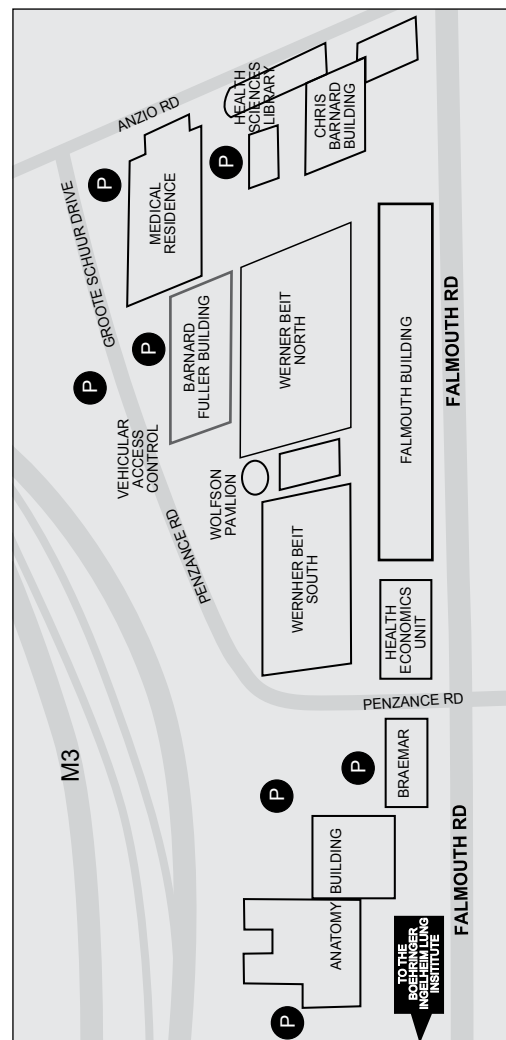 ANZIO RD
HEALTH
SCIENCES
LIBRARY
CHRIS
BARNARD
BUILDING
P
P
MEDICAL
RESIDENCE
GROOTE SCHUUR DRIVE
P
P
BARNARD
FULLER BUILDING
WERNER BEIT
NORTH
FALMOUTH BUILDING
FALMOUTH RD
VEHICULAR
ACCESS
CONTROL
WOLFSON
PAVLION
PENZANCE RD
WERNHER BEIT
SOUTH
HEALTH
ECONOMICS
UNIT
PENZANCE RD
M3
P
P
BRAEMAR
ANATOMY BUILDING
FALMOUTH RD
P
TO THE
BOEHRINGER
INGELHEIM LUNG
INSITITUTE